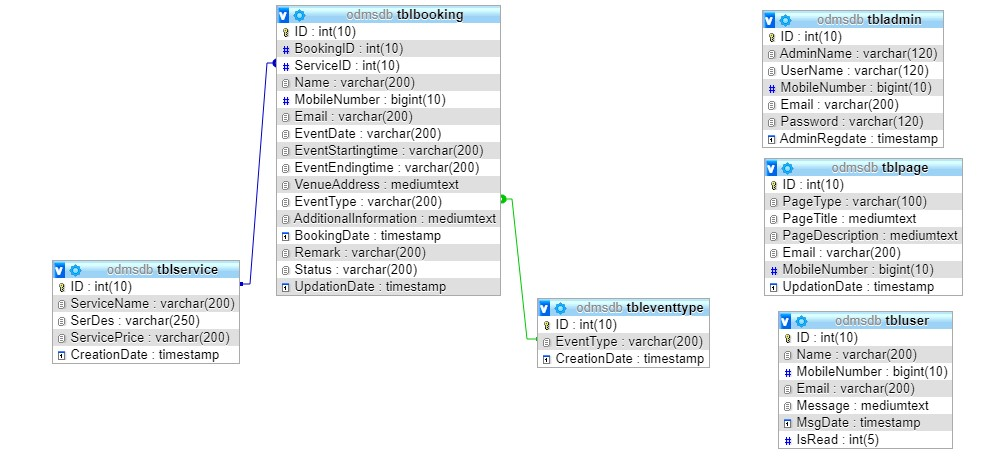 odmsdb tblbooking
ID : int(10)
BookingID : int(10)
ServiceID : int(10)
Name : varchar(200)
MobileNumber : bigint(10)
Email : varchar(200)
EventDate : varchar(200)
EventStartingtime : varchar(200)
EventEndingtime : varchar(200)
VenueAddress : mediumtext
EventType : varchar(200)
AdditionalInformation : mediumtext
BookingDate : timestamp
Remark : varchar(200)
Status : varchar(200)
UpdationDate : timestamp
odmsdb tblservice
ID : int(10)
ServiceName : varchar(200)
SerDes : varchar(250)
ServicePrice : varchar(200)
CreationDate : timestamp
odmsdb tbleventtype
ID : int(10)
EventType : varchar(200)
CreationDate : timestamp
odmsdb tbladmin
ID : int(10)
AdminName : varchar(120)
UserName : varchar(120)
MobileNumber : bigint(10)
Email : varchar(200)
Password : varchar(120)
AdminRegdate : timestamp
odmsdb tblpage
ID : int(10)
PageType : varchar(100)
PageTitle : mediumtext
PageDescription : mediumtext
Email : varchar(200)
MobileNumber : bigint(10)
UpdationDate : timestamp
odmsdb tbluser
ID : int(10)
Name : varchar(200)
MobileNumber : bigint(10)
Email : varchar(200)
Message : mediumtext
MsgDate : timestamp
IsRead : int(5)